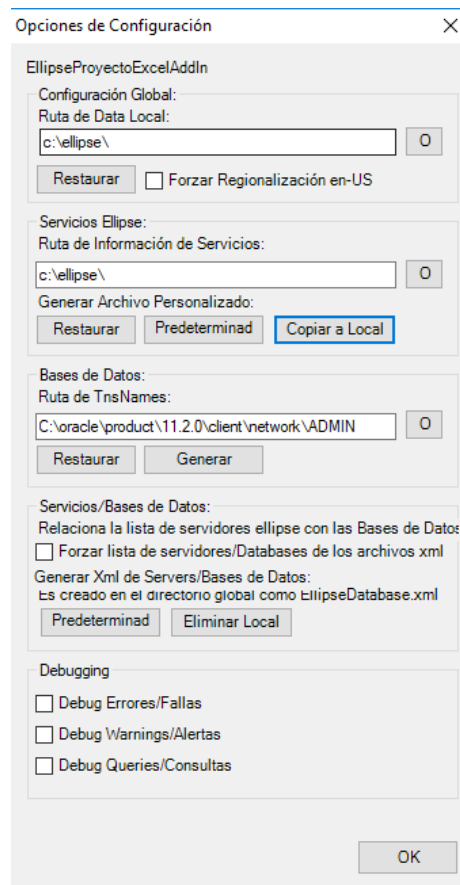 Opciones de Configuración
EllipseProyectoExcelAddIn
Configuración Global:
Ruta de Data Local:
c:\ellipse\
O
Restaurar
Forzar Regionalización en-US
Servicios Ellipse:
Ruta de Información de Servicios:
c:\ellipse\
O
Generar Archivo Personalizado:
Restaurar
Predeterminad
Copiar a Local
Bases de Datos:
Ruta de TnsNames:
C:\oracle\product\11.2.0\client\network\ADMIN
O
Restaurar
Generar
Servicios/Bases de Datos:
Relaciona la lista de servidores ellipse con las Bases de Datos
Forzar lista de servidores/Databases de los archivos xml
Generar Xml de Servers/Bases de Datos:
Es creado en el directorio global como EllipseDatabase.xml
Predeterminad
Eliminar Local
Debugging
Debug Errores/Fallas
Debug Warnings/Alertas
Debug Queries/Consultas
OK